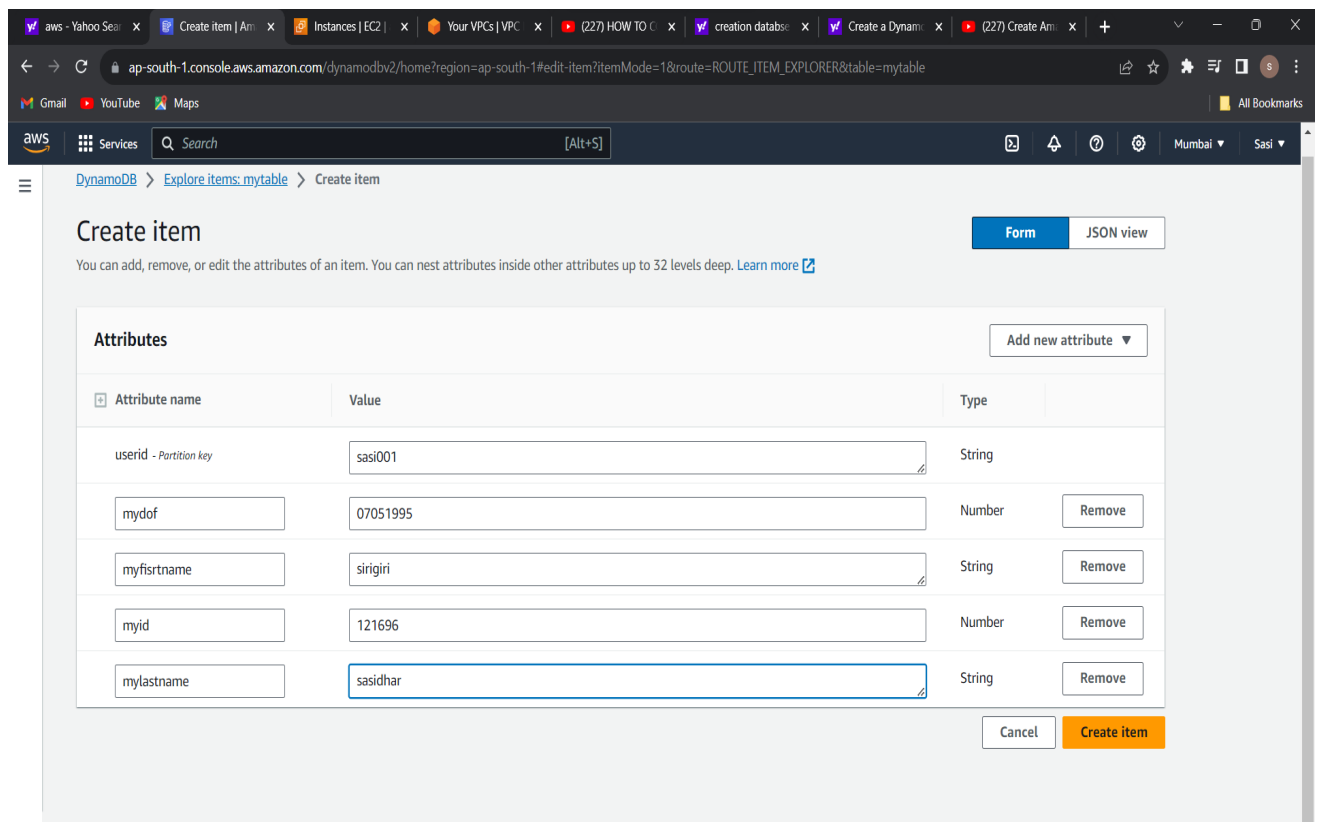 aws - Yahoo Sear
Create item | Am
Instances | EC2 |
Your VPCs | VPC
(227) HOW TO C
creation databse
Create a Dynamo
(227) Create Ama
ap-south-1.console.aws.amazon.com/dynamodbv2/home?region=ap-south-1#edit-item?itemMode=1&route=ROUTE_ITEM_EXPLORER&table=mytable
S
Gmail YouTube Maps All Bookmarks
aws Services Search [Alt+S] Mumbai ▼ Sasi ▼
DynamoDB > Explore items: mytable > Create item
Create item Form JSON view
You can add, remove, or edit the attributes of an item. You can nest attributes inside other attributes up to 32 levels deep. Learn more
Attributes Add new attribute ▼
Attribute name Value Type
userid - Partition key sasi001 String
mydof 07051995 Number Remove
myfisrtname sirigiri String Remove
myid 121696 Number Remove
mylastname sasidhar String Remove
Cancel Create item